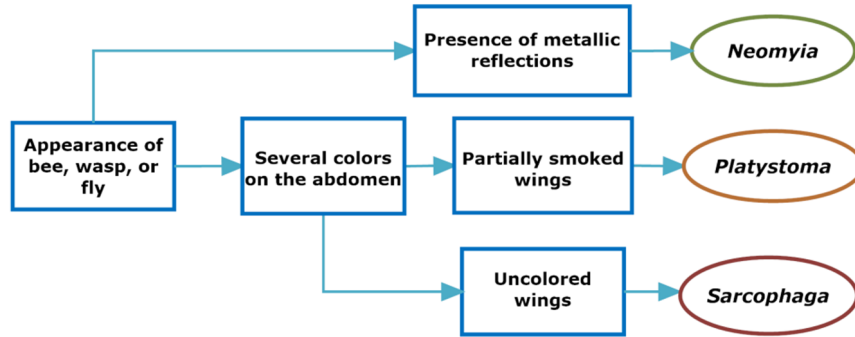 Presence of metallic
reflections
Neomyia
Appearance of
bee, wasp, or
fly
Several colors
on the abdomen
Partially smoked
wings
Platystoma
Uncolored
wings
Sarcophaga